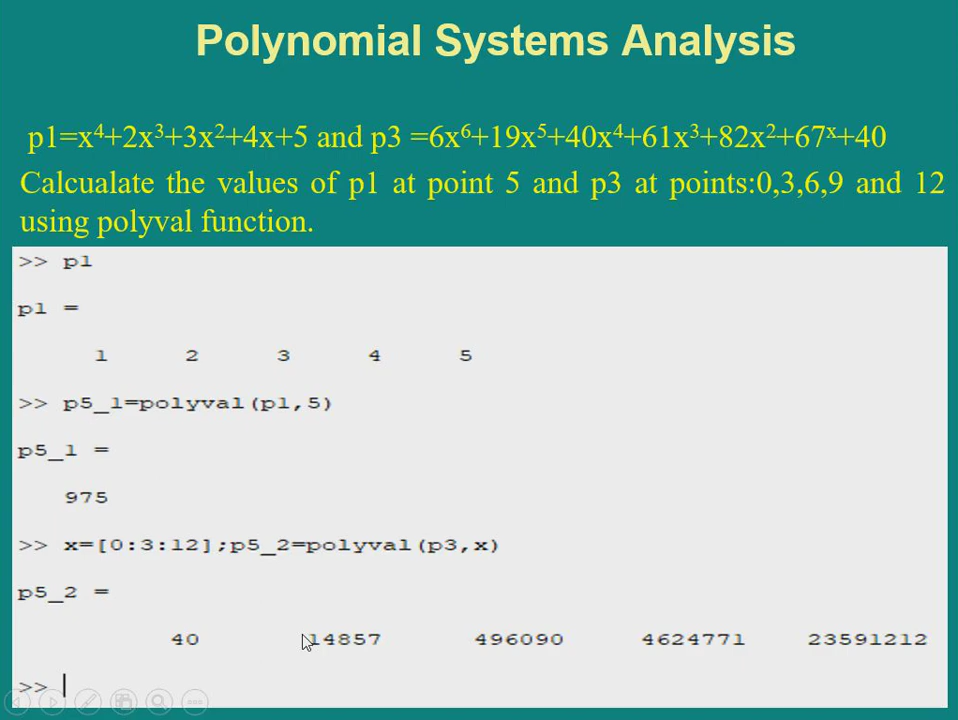 Polynomial Systems Analysis
p1=x⁴+2x³+3x²+4x+5 and p3 =6x⁶+19x⁵+40x⁴+61x³+82x²+67ˣ+40
Calcualate the values of p1 at point 5 and p3 at points:0,3,6,9 and 12
using polyval function.
>> p1
p1 =
1 2 3 4 5
>> p5_1=polyval(p1,5)
p5_1 =
975
>> x=[0:3:12];p5_2=polyval(p3,x)
p5_2 =
40 14857 496090 4624771 23591212
>>